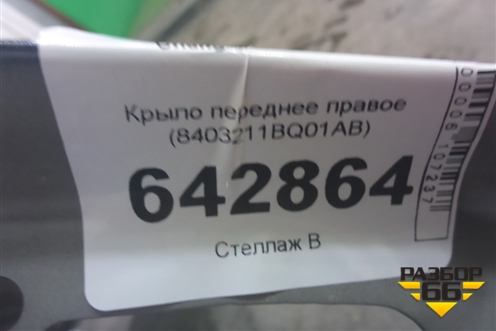 Крыло переднее правое
(8403211BQ01AB)
642864
Стеллаж В
00006107237
РАЗБОР
66